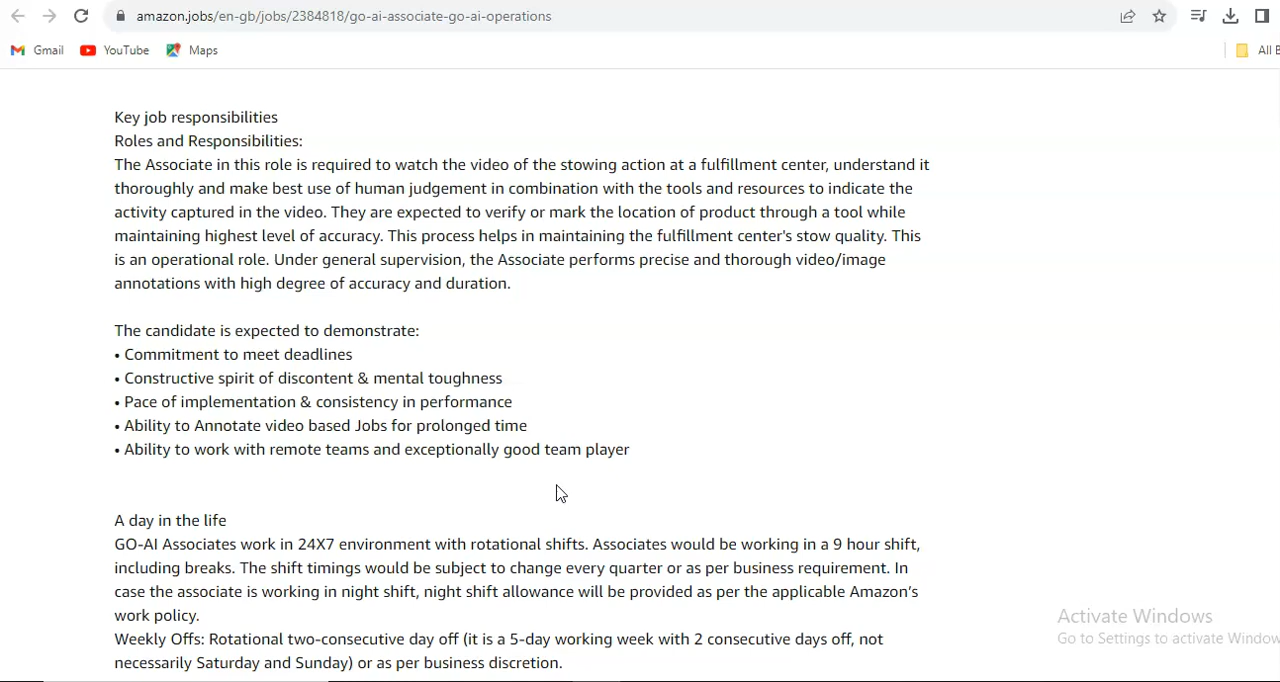 amazon.jobs/en-gb/jobs/2384818/go-ai-associate-go-ai-operations
Gmail YouTube Maps All
Key job responsibilities
Roles and Responsibilities:
The Associate in this role is required to watch the video of the stowing action at a fulfillment center, understand it
thoroughly and make best use of human judgement in combination with the tools and resources to indicate the
activity captured in the video. They are expected to verify or mark the location of product through a tool while
maintaining highest level of accuracy. This process helps in maintaining the fulfillment center's stow quality. This
is an operational role. Under general supervision, the Associate performs precise and thorough video/image
annotations with high degree of accuracy and duration.
The candidate is expected to demonstrate:
• Commitment to meet deadlines
• Constructive spirit of discontent & mental toughness
• Pace of implementation & consistency in performance
• Ability to Annotate video based Jobs for prolonged time
• Ability to work with remote teams and exceptionally good team player
A day in the life
GO-AI Associates work in 24X7 environment with rotational shifts. Associates would be working in a 9 hour shift,
including breaks. The shift timings would be subject to change every quarter or as per business requirement. In
case the associate is working in night shift, night shift allowance will be provided as per the applicable Amazon’s
work policy.
Weekly Offs: Rotational two-consecutive day off (it is a 5-day working week with 2 consecutive days off, not
necessarily Saturday and Sunday) or as per business discretion.
Activate Windows
Go to Settings to activate Window